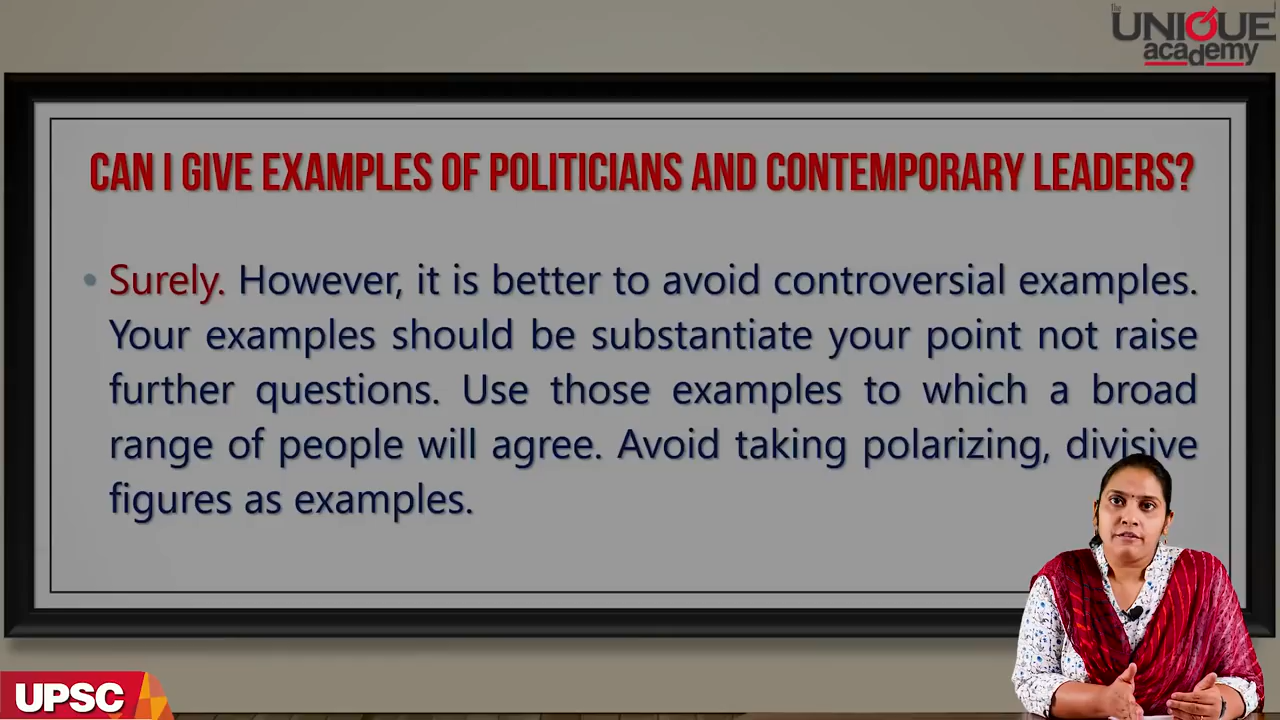 The
UNIQUE
academy
CAN I GIVE EXAMPLES OF POLITICIANS AND CONTEMPORARY LEADERS?
• Surely. However, it is better to avoid controversial examples.
Your examples should be substantiate your point not raise
further questions. Use those examples to which a broad
range of people will agree. Avoid taking polarizing, divisive
figures as examples.
UPSC